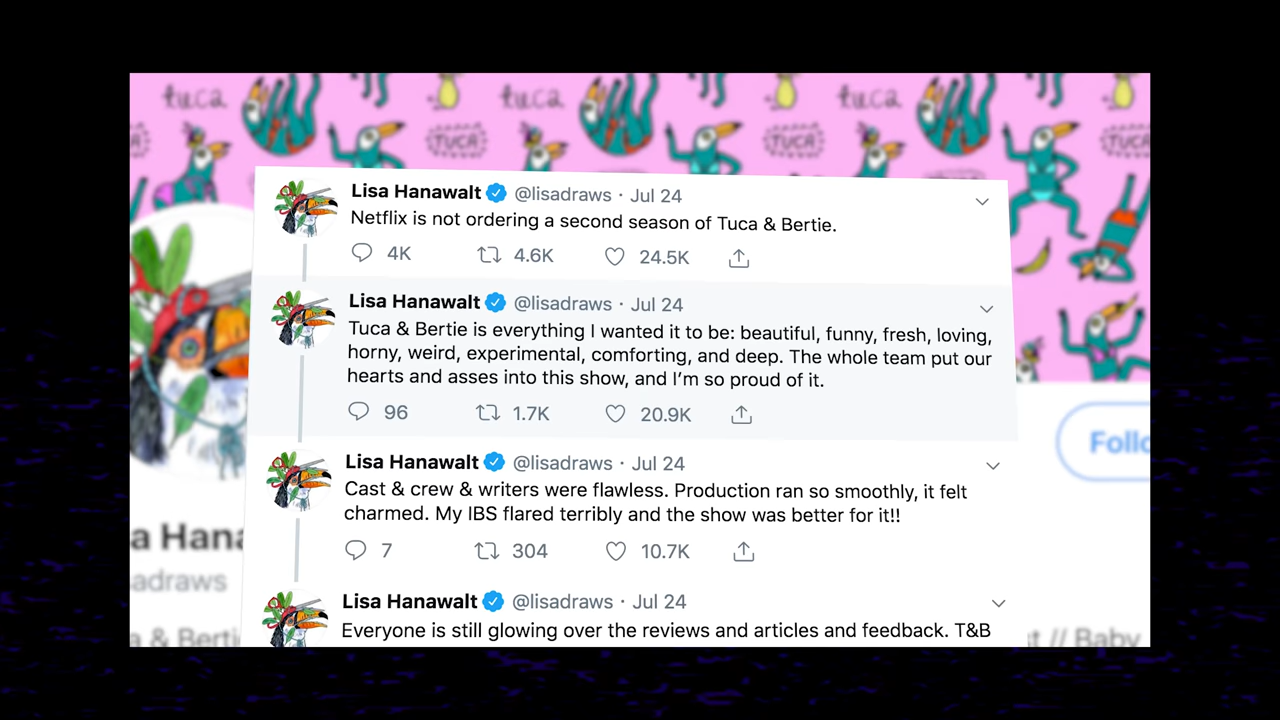 tuca tuca tuca
TUCA TUCA TUC
Lisa Hanawalt @lisadraws · Jul 24
Netflix is not ordering a second season of Tuca & Bertie.
4K 4.6K 24.5K
Lisa Hanawalt @lisadraws · Jul 24
Tuca & Bertie is everything I wanted it to be: beautiful, funny, fresh, loving,
horny, weird, experimental, comforting, and deep. The whole team put our
hearts and asses into this show, and I’m so proud of it.
96 1.7K 20.9K
Follo
Lisa Hanawalt @lisadraws · Jul 24
Cast & crew & writers were flawless. Production ran so smoothly, it felt
charmed. My IBS flared terribly and the show was better for it!!
a Hana
7 304 10.7K
adraws
Lisa Hanawalt @lisadraws · Jul 24
Everyone is still glowing over the reviews and articles and feedback. T&B
a & Berti t // Baby